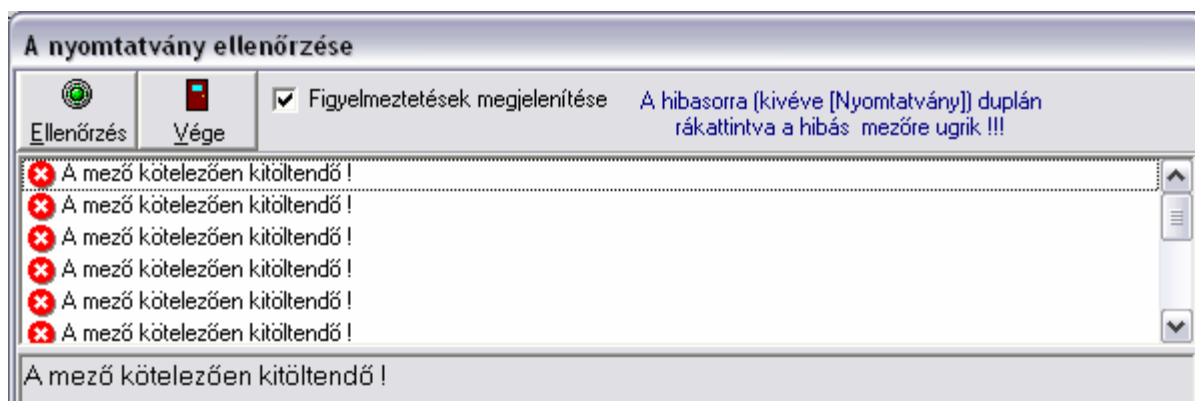 A nyomtatvány ellenőrzése
Ellenőrzés
Vége
Figyelmeztetések megjelenítése
A hibasorra (kivéve [Nyomtatvány]) duplán
rákattintva a hibás mezőre ugrik !!!
A mező kötelezően kitöltendő !
A mező kötelezően kitöltendő !
A mező kötelezően kitöltendő !
A mező kötelezően kitöltendő !
A mező kötelezően kitöltendő !
A mező kötelezően kitöltendő !
A mező kötelezően kitöltendő !